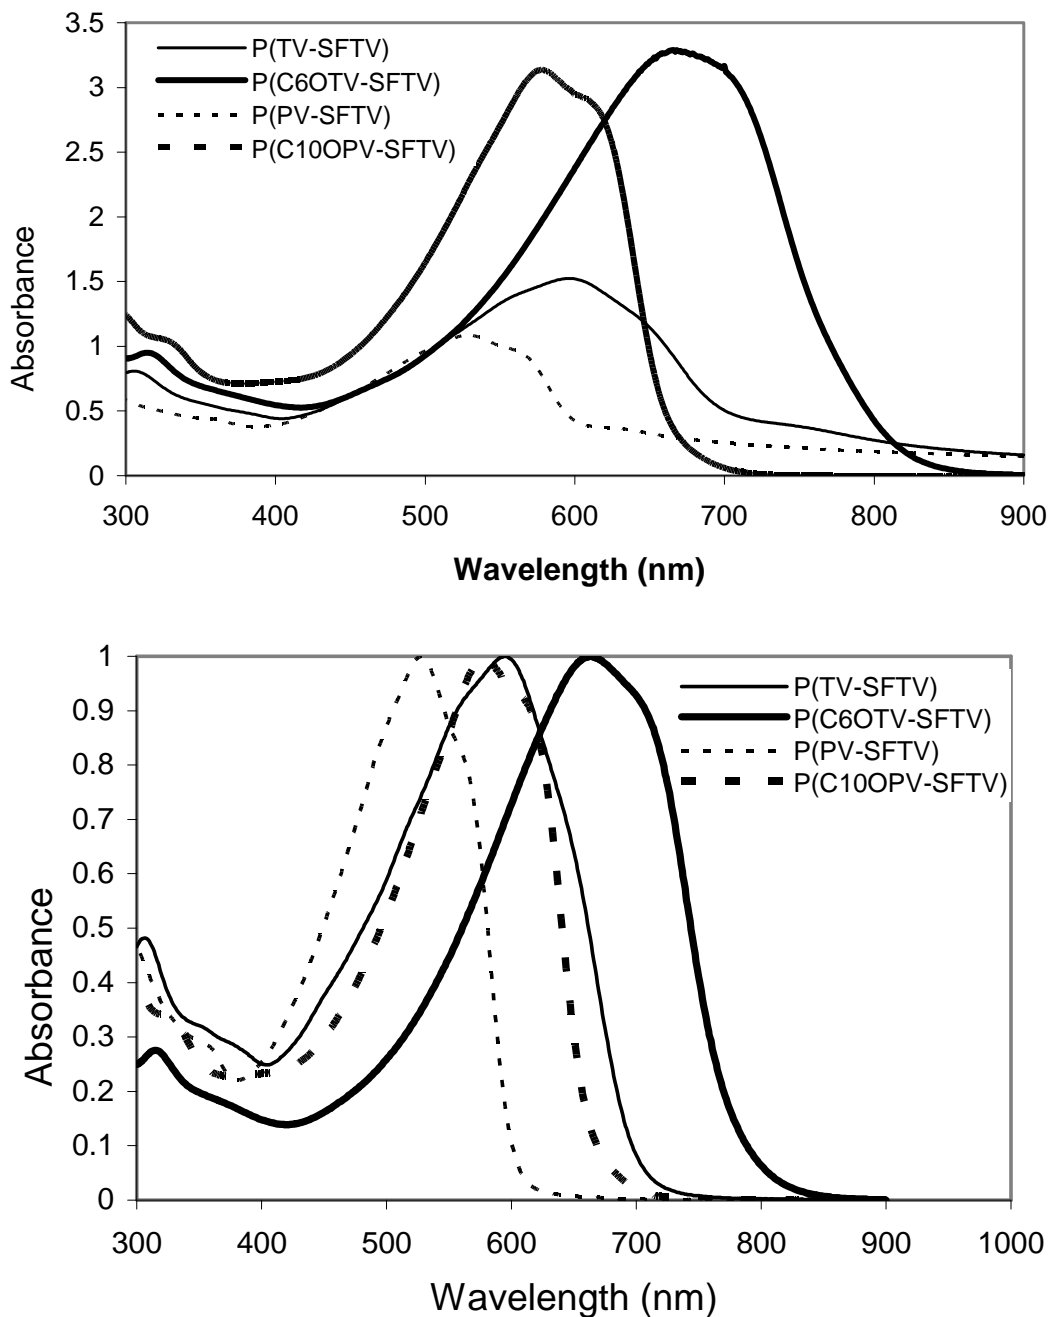 3.5
3
2.5
2
1.5
1
0.5
0
Absorbance
P(TV-SFTV)
P(C6OTV-SFTV)
P(PV-SFTV)
P(C10OPV-SFTV)
300 400 500 600 700 800 900
Wavelength (nm)
1
0.9
0.8
0.7
0.6
0.5
0.4
0.3
0.2
0.1
0
Absorbance
P(TV-SFTV)
P(C6OTV-SFTV)
P(PV-SFTV)
P(C10OPV-SFTV)
300 400 500 600 700 800 900 1000
Wavelength (nm)